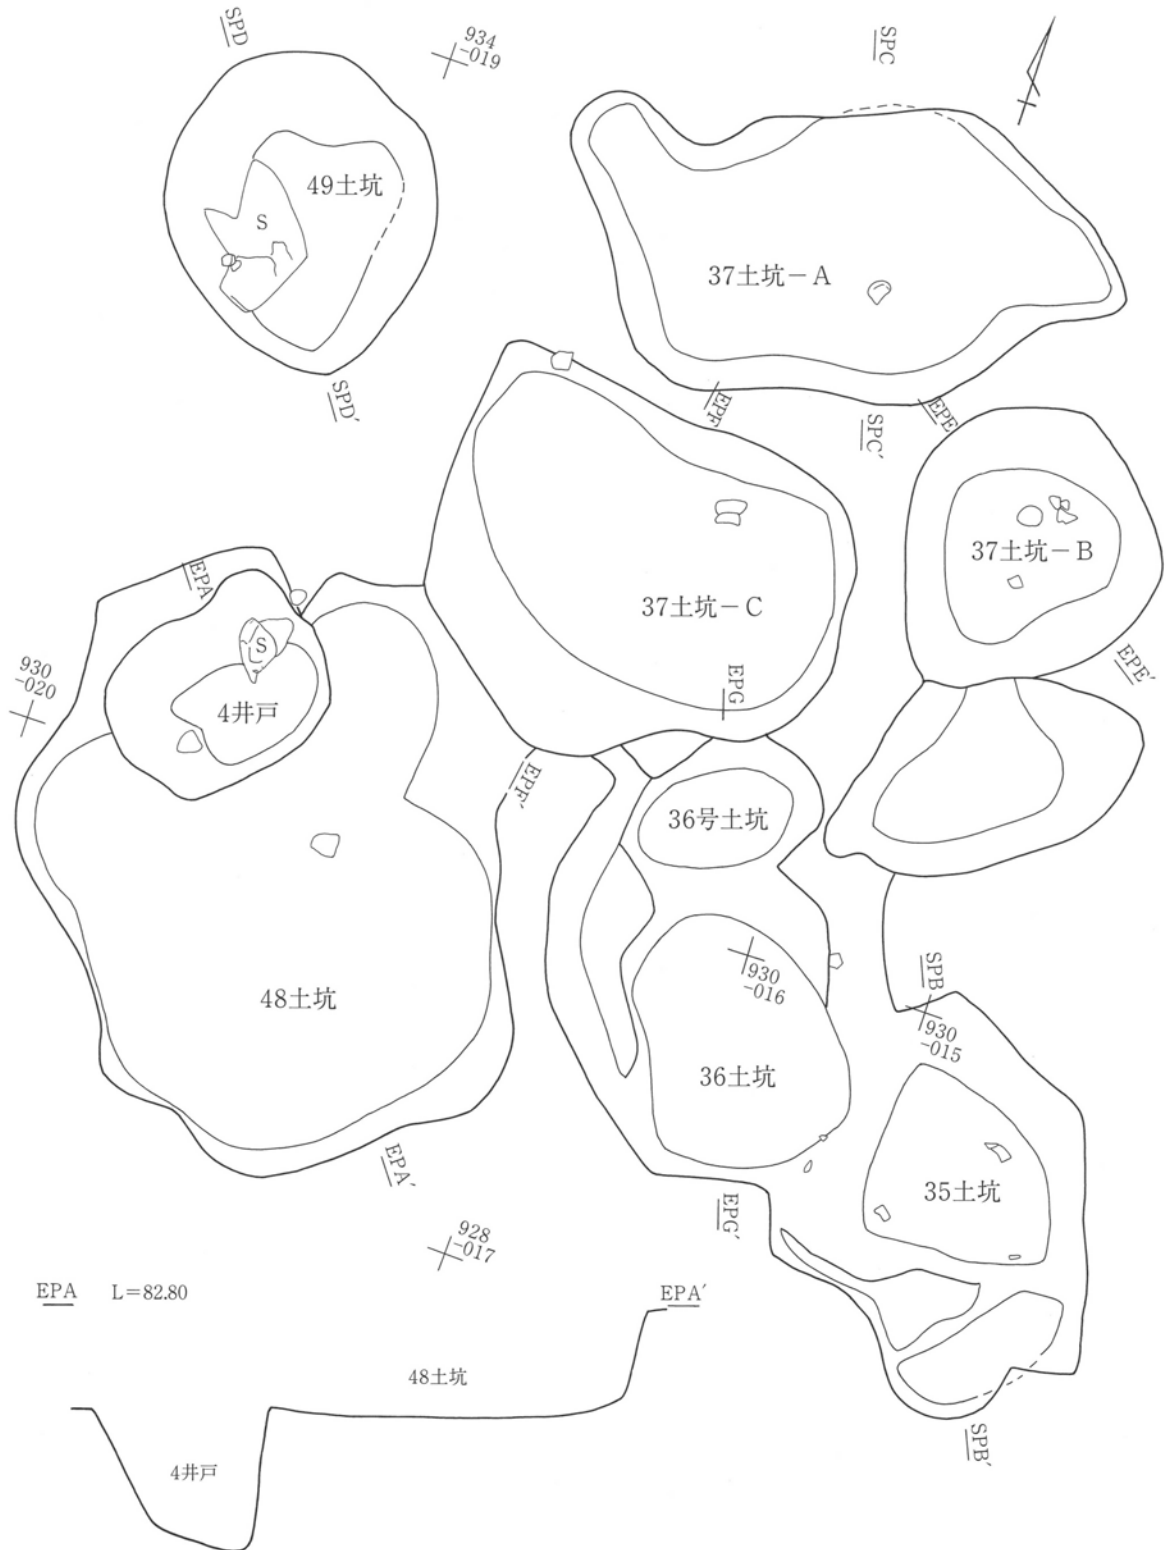 SPD
934
-019
SPC
49土坑
S
37土坑－A
SPD´
EPF
SPC´
EPE
37土坑－B
EPA
37土坑－C
S
930
-020
4井戸
EPG
EPE´
EPF´
36号土坑
48土坑
930
-016
SPB
930
-015
36土坑
EPA´
35土坑
EPG´
928
-017
EPA L＝82.80 EPA´
48土坑
SPB´
4井戸